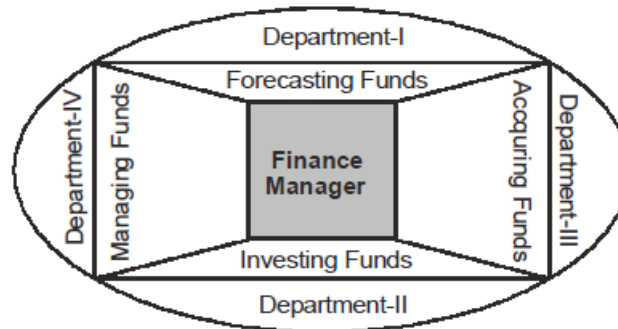 Department-I
Forecasting Funds
Department-IV
Managing Funds
Finance
Manager
Accquring Funds
Department-III
Investing Funds
Department-II